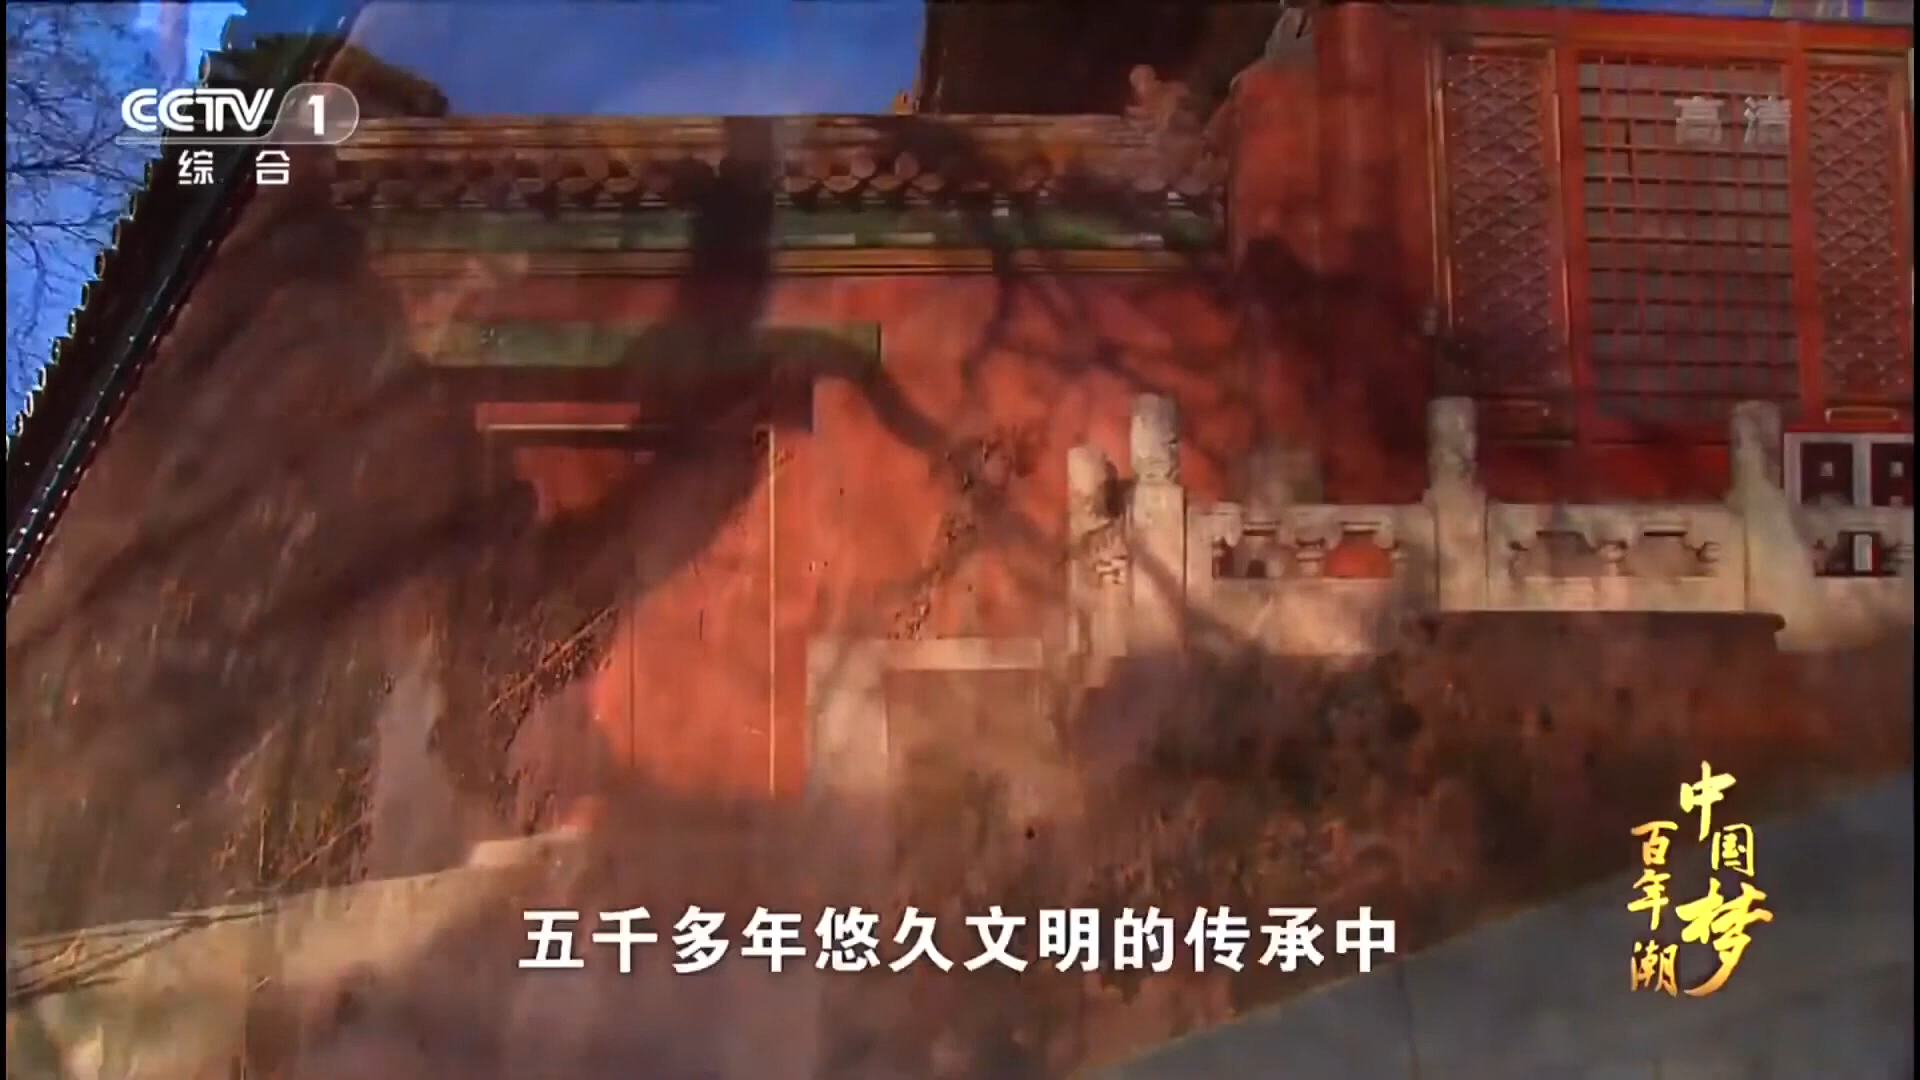 CCTV 1
综合
高清
五千多年悠久文明的传承中
中国梦
百年潮